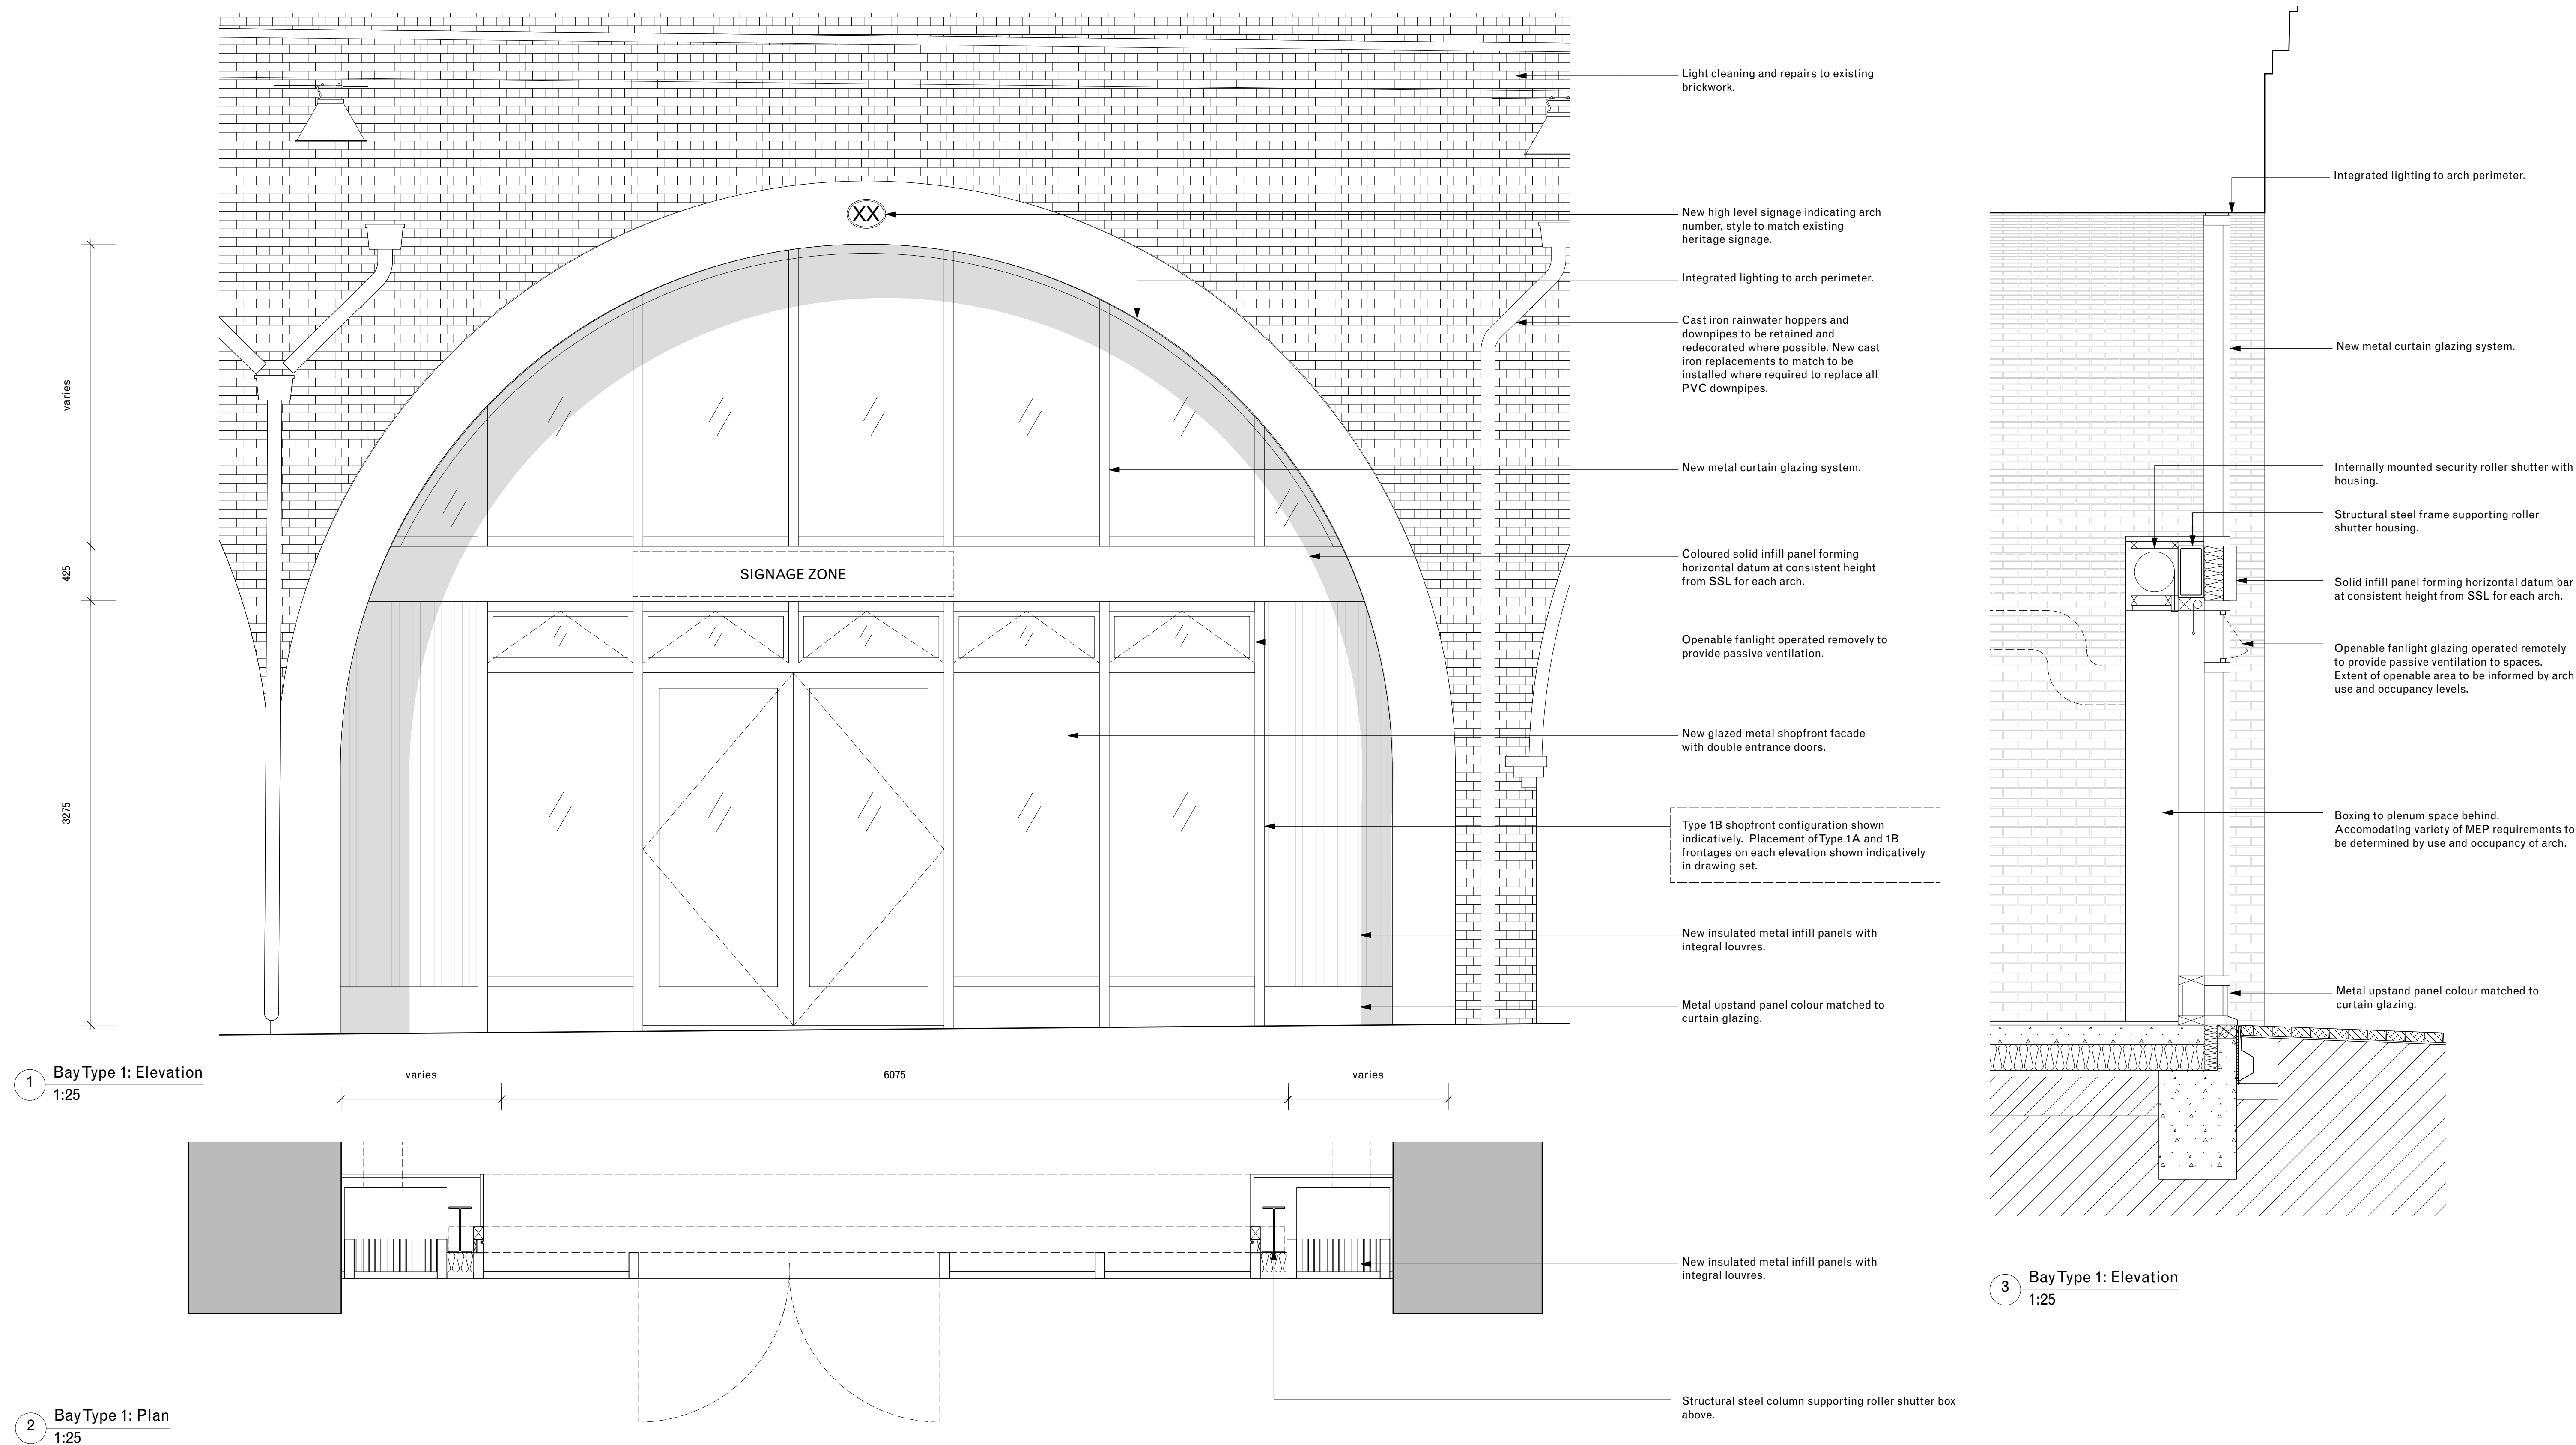 Light cleaning and repairs to existing
brickwork.
XX
New high level signage indicating arch
number, style to match existing
heritage signage.
Integrated lighting to arch perimeter.
Cast iron rainwater hoppers and
downpipes to be retained and
redecorated where possible. New cast
iron replacements to match to be
installed where required to replace all
PVC downpipes.
New metal curtain glazing system.
SIGNAGE ZONE
Coloured solid infill panel forming
horizontal datum at consistent height
from SSL for each arch.
Openable fanlight operated removely to
provide passive ventilation.
New glazed metal shopfront facade
with double entrance doors.
Type 1B shopfront configuration shown
indicatively. Placement of Type 1A and 1B
frontages on each elevation shown indicatively
in drawing set.
New insulated metal infill panels with
integral louvres.
Metal upstand panel colour matched to
curtain glazing.
varies
425
3275
1
Bay Type 1: Elevation
1:25
varies
6075
varies
New insulated metal infill panels with
integral louvres.
Structural steel column supporting roller shutter box
above.
2
Bay Type 1: Plan
1:25
Integrated lighting to arch perimeter.
New metal curtain glazing system.
Internally mounted security roller shutter with
housing.
Structural steel frame supporting roller
shutter housing.
Solid infill panel forming horizontal datum bar
at consistent height from SSL for each arch.
Openable fanlight glazing operated remotely
to provide passive ventilation to spaces.
Extent of openable area to be informed by arch
use and occupancy levels.
Boxing to plenum space behind.
Accomodating variety of MEP requirements to
be determined by use and occupancy of arch.
Metal upstand panel colour matched to
curtain glazing.
3
Bay Type 1: Elevation
1:25